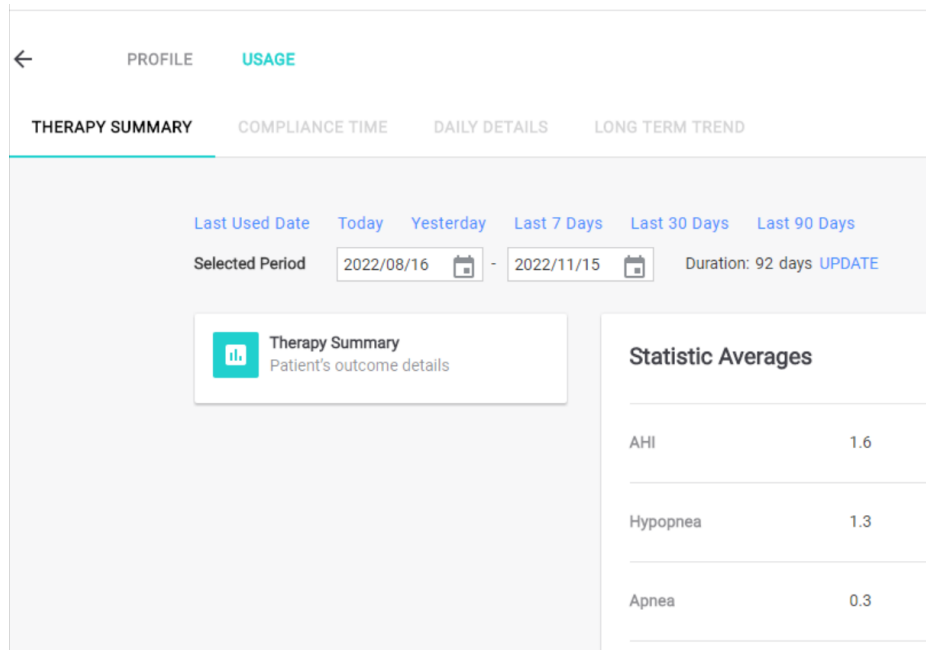 PROFILE USAGE
THERAPY SUMMARY COMPLIANCE TIME DAILY DETAILS LONG TERM TREND
Last Used Date Today Yesterday Last 7 Days Last 30 Days Last 90 Days
Selected Period 2022/08/16 - 2022/11/15 Duration: 92 days UPDATE
Therapy Summary
Patient's outcome details
Statistic Averages
AHI 1.6
Hypopnea 1.3
Apnea 0.3